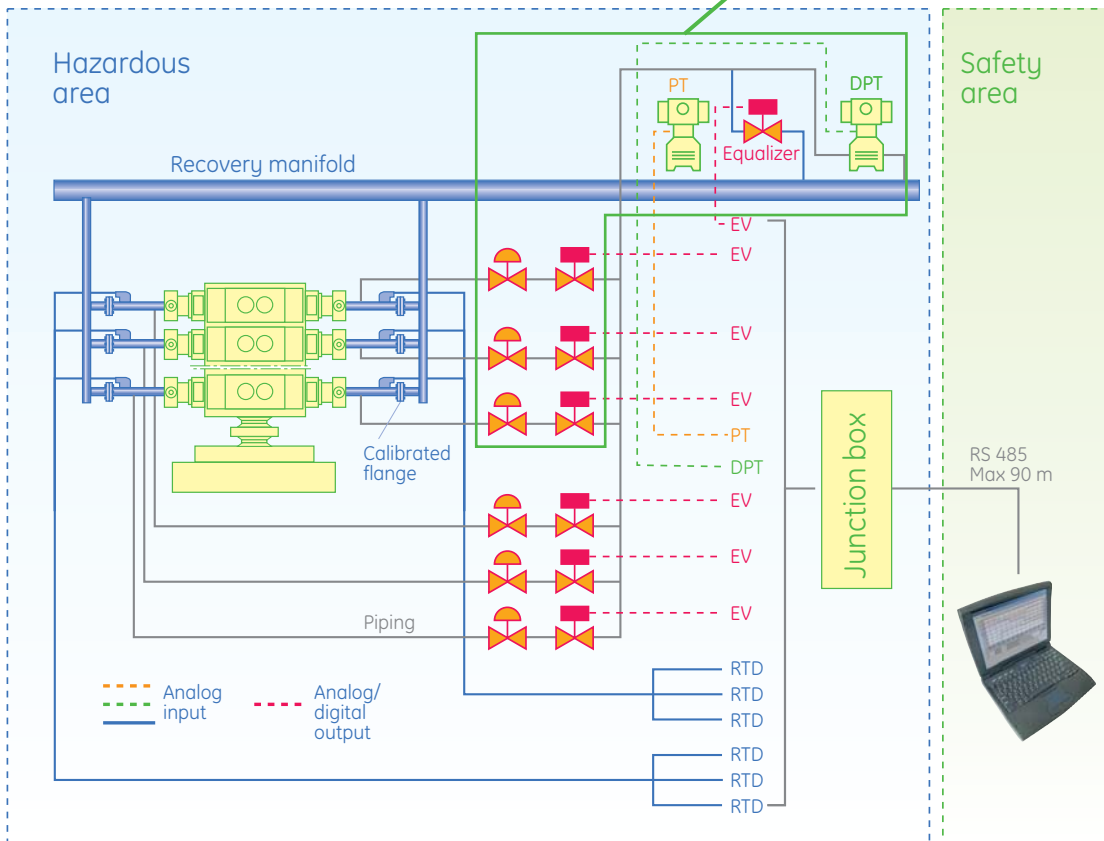 Hazardous
area
Safety
area
PT
DPT
Equalizer
Recovery manifold
EV
EV
EV
EV
PT
DPT
Calibrated
flange
EV
EV
EV
Piping
Junction box
RS 485
Max 90 m
Analog
input
Analog/
digital
output
RTD
RTD
RTD
RTD
RTD
RTD